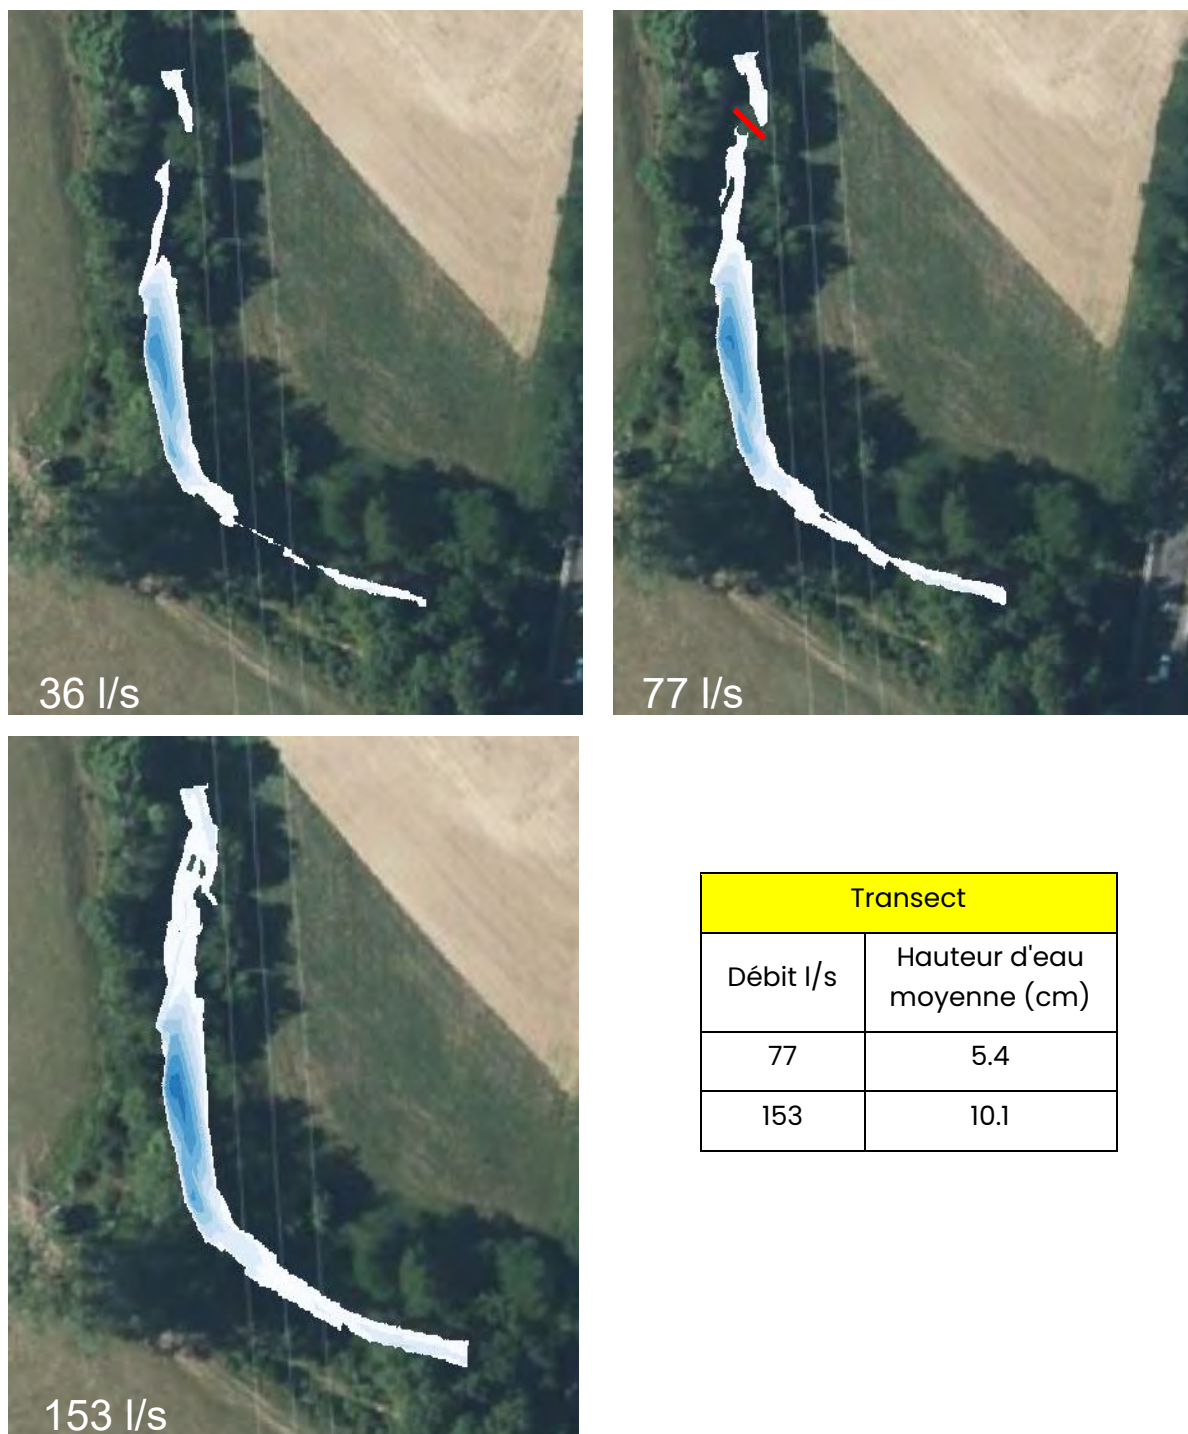 36 l/s
77 l/s
153 l/s
Transect
Débit l/s
Hauteur d'eau
moyenne (cm)
77
5.4
153
10.1